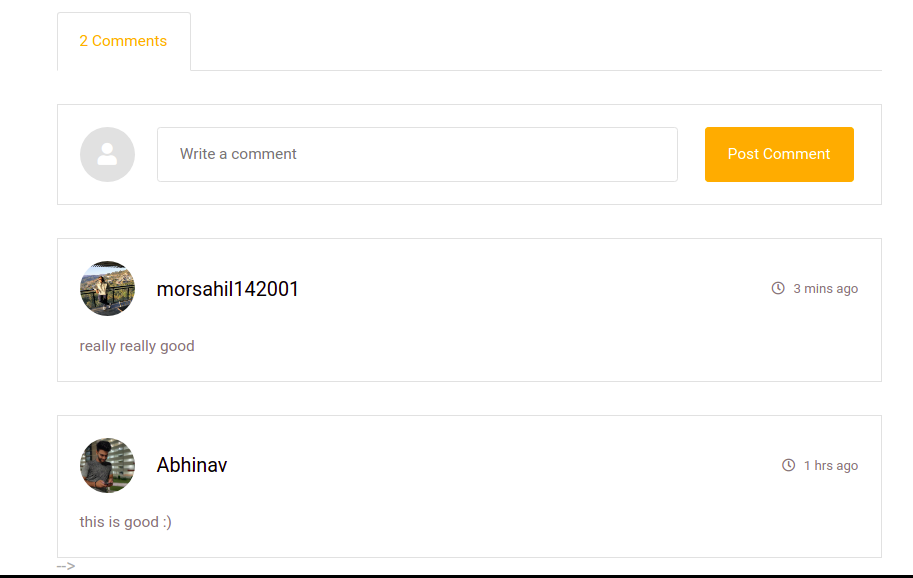 2 Comments
Write a comment
Post Comment
morsahil142001
3 mins ago
really really good
Abhinav
1 hrs ago
this is good :)
-->